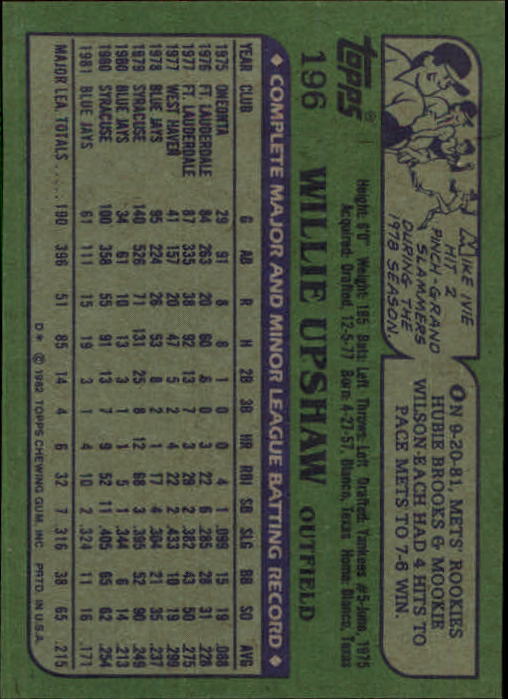 topps®
196 WILLIE UPSHAW OUTFIELD
Height: 6'0" Weight: 185 Bats: Left Throws: Left Drafted: Yankees #5-June, 1975
Acquired: Drafted 12-5-77 Born: 4-27-57, Blanco, Texas Home: Blanco, Texas
◆ COMPLETE MAJOR AND MINOR LEAGUE BATTING RECORD ◆
YEAR CLUB G AB R H 2B 3B HR RBI SB SLG BB SO AVG
1975 ONEONTA 29 91 8 8 1 0 0 4 1 .099 15 19 .088
1976 FT. LAUDERDALE 84 263 20 60 6 0 3 22 6 .285 28 31 .228
1977 FT. LAUDERDALE 87 335 38 92 13 7 3 29 2 .382 43 50 .275
1977 WEST HAVEN 41 157 20 47 5 2 4 22 2 .433 10 19 .299
1978 BLUE JAYS 95 224 26 53 8 2 1 17 4 .304 21 35 .237
1979 SYRACUSE 140 526 71 131 25 8 12 68 3 .395 52 90 .249
1980 BLUE JAYS 34 61 10 13 3 1 1 5 1 .344 6 14 .213
1980 SYRACUSE 100 358 55 91 13 7 9 52 11 .405 65 62 .254
1981 BLUE JAYS 61 111 15 19 3 1 4 10 2 .324 11 16 .171
MAJOR LEA. TOTALS ..... 190 396 51 85 14 4 6 32 7 .316 38 65 .215
D* © 1982 TOPPS CHEWING GUM, INC. PRTD. IN U.S.A.
MIKE IVIE
HIT 2
PINCH-GRAND
SLAMMERS
DURING THE
1978 SEASON.
ON 9-20-81, METS' ROOKIES
HUBIE BROOKS & MOOKIE
WILSON EACH HAD 4 HITS TO
PACE METS TO 7-6 WIN.